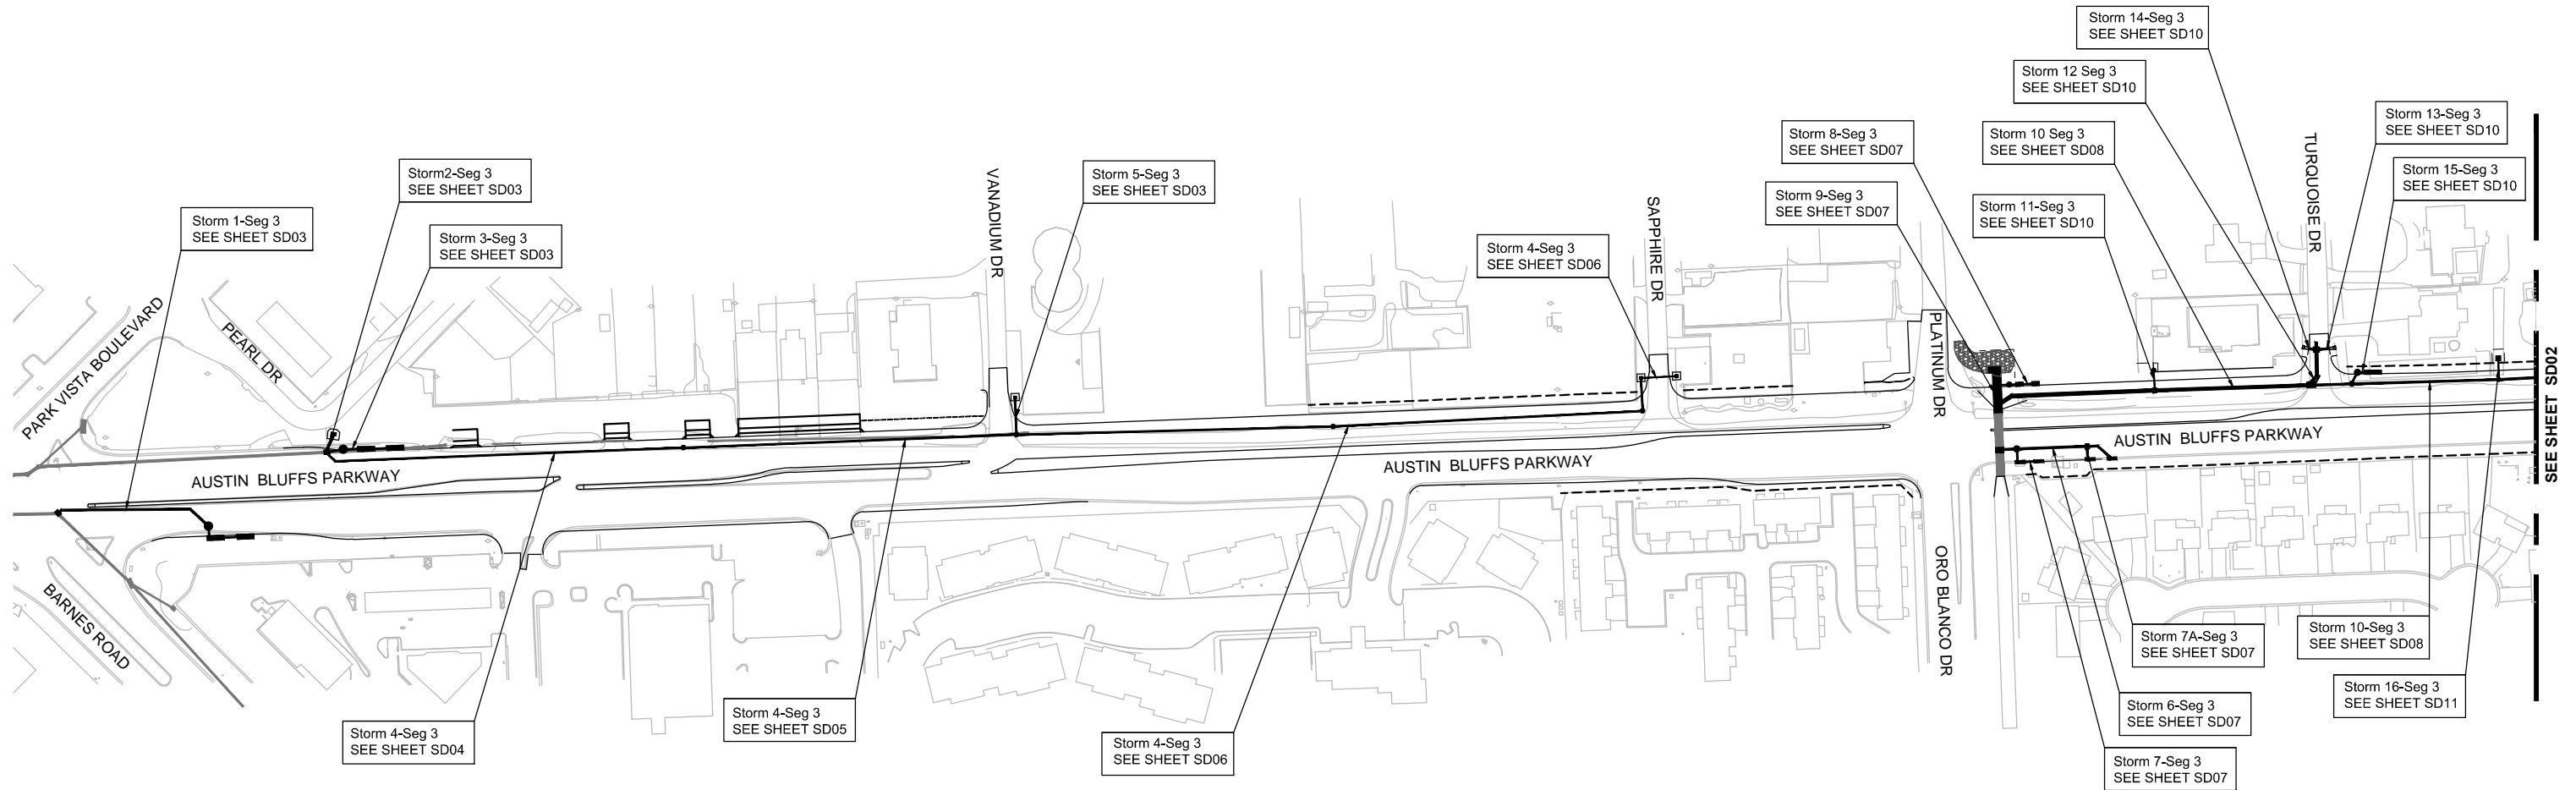 Storm 14-Seg 3
SEE SHEET SD10
Storm 12 Seg 3
SEE SHEET SD10
Storm 13-Seg 3
SEE SHEET SD10
Storm 8-Seg 3
SEE SHEET SD07
Storm 10 Seg 3
SEE SHEET SD08
TURQUOISE DR
Storm 15-Seg 3
SEE SHEET SD10
Storm2-Seg 3
SEE SHEET SD03
VANADIUM DR
Storm 5-Seg 3
SEE SHEET SD03
Storm 9-Seg 3
SEE SHEET SD07
Storm 11-Seg 3
SEE SHEET SD10
Storm 1-Seg 3
SEE SHEET SD03
Storm 3-Seg 3
SEE SHEET SD03
SAPPHIRE DR
Storm 4-Seg 3
SEE SHEET SD06
PARK VISTA BOULEVARD
PEARL DR
PLATINUM DR
SEE SHEET SD02
AUSTIN BLUFFS PARKWAY
AUSTIN BLUFFS PARKWAY
AUSTIN BLUFFS PARKWAY
BARNES ROAD
ORO BLANCO DR
Storm 7A-Seg 3
SEE SHEET SD07
Storm 10-Seg 3
SEE SHEET SD08
Storm 16-Seg 3
SEE SHEET SD11
Storm 6-Seg 3
SEE SHEET SD07
Storm 4-Seg 3
SEE SHEET SD05
Storm 4-Seg 3
SEE SHEET SD04
Storm 4-Seg 3
SEE SHEET SD06
Storm 7-Seg 3
SEE SHEET SD07